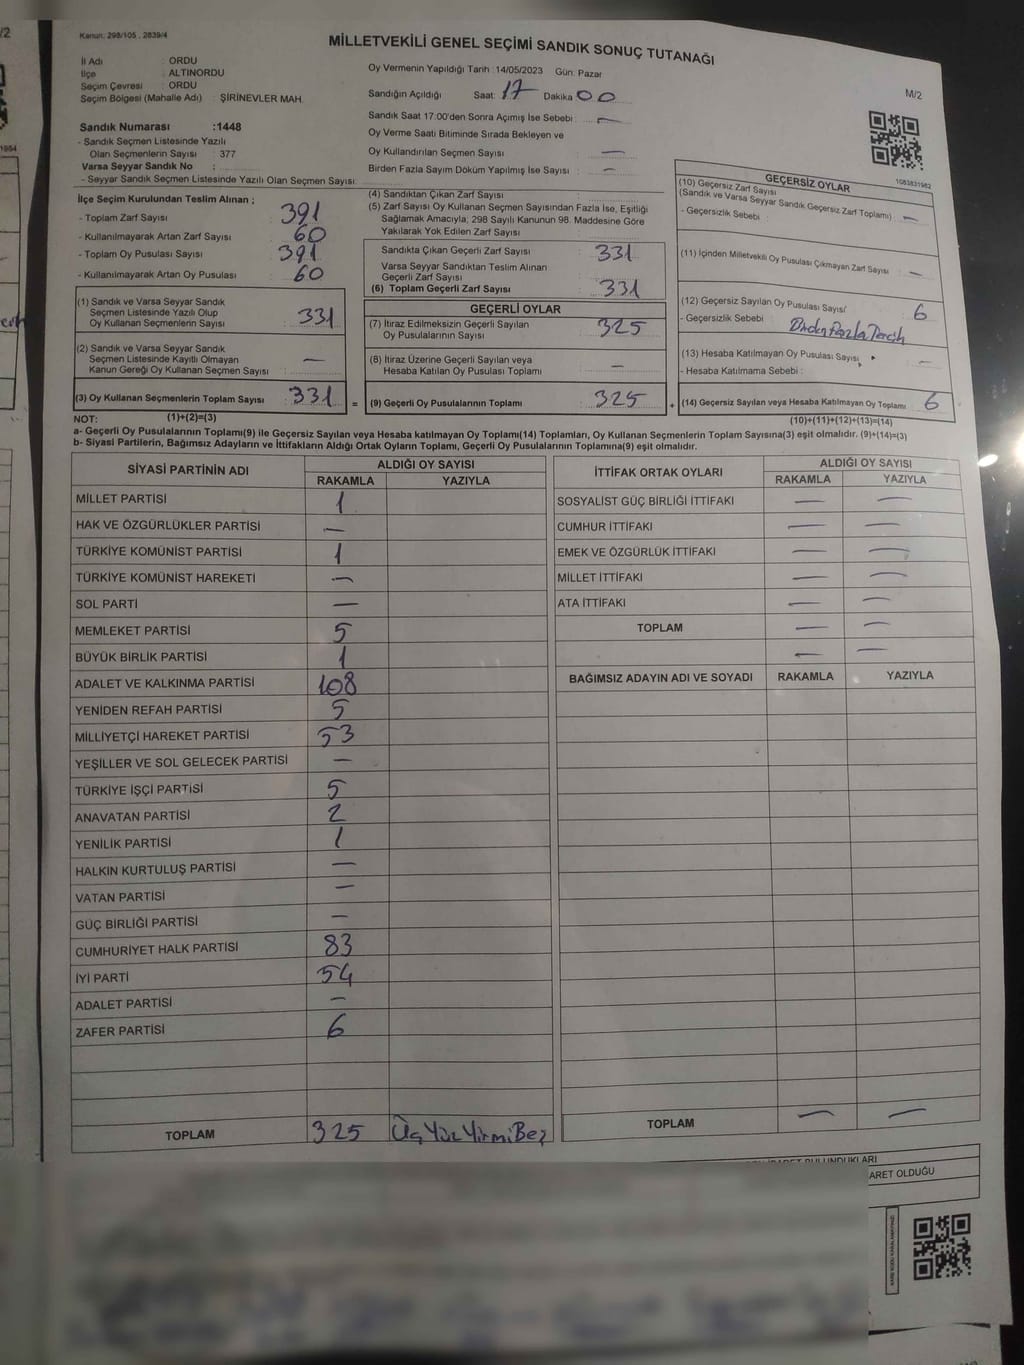 Kanun: 298/105 , 2839/4
MİLLETVEKİLİ GENEL SEÇİMİ SANDIK SONUÇ TUTANAĞI
M/2
İl Adı : ORDU
İlçe : ALTINORDU
Seçim Çevresi : ORDU
Seçim Bölgesi (Mahalle Adı) : ŞİRİNEVLER MAH.
Sandık Numarası :1448
- Sandık Seçmen Listesinde Yazılı
Olan Seçmenlerin Sayısı : 377
Varsa Seyyar Sandık No :
- Seyyar Sandık Seçmen Listesinde Yazılı Olan Seçmen Sayısı:
Oy Vermenin Yapıldığı Tarih :14/05/2023 Gün: Pazar
Sandığın Açıldığı Saat: 17 Dakika 00
Sandık Saat 17:00'den Sonra Açımış İse Sebebi : —
Oy Verme Saati Bitiminde Sırada Bekleyen ve
Oy Kullandırılan Seçmen Sayısı : —
Birden Fazla Sayım Döküm Yapılmış İse Sayısı : —
İlçe Seçim Kurulundan Teslim Alınan ;
- Toplam Zarf Sayısı : 391
- Kullanılmayarak Artan Zarf Sayısı : 60
- Toplam Oy Pusulası Sayısı : 391
- Kullanılmayarak Artan Oy Pusulası : 60
(1) Sandık ve Varsa Seyyar Sandık
Seçmen Listesinde Yazılı Olup
Oy Kullanan Seçmenlerin Sayısı : 331
(2) Sandık ve Varsa Seyyar Sandık
Seçmen Listesinde Kayıtlı Olmayan
Kanun Gereği Oy Kullanan Seçmen Sayısı : —
(3) Oy Kullanan Seçmenlerin Toplam Sayısı : 331 =
(1)+(2)=(3)
(4) Sandıktan Çıkan Zarf Sayısı :
(5) Zarf Sayısı Oy Kullanan Seçmen Sayısından Fazla İse, Eşitliği
Sağlamak Amacıyla, 298 Sayılı Kanunun 98. Maddesine Göre
Yakılarak Yok Edilen Zarf Sayısı :
Sandıkta Çıkan Geçerli Zarf Sayısı : 331
Varsa Seyyar Sandıktan Teslim Alınan
Geçerli Zarf Sayısı :
(6) Toplam Geçerli Zarf Sayısı : 331
GEÇERLİ OYLAR
(7) İtiraz Edilmeksizin Geçerli Sayılan
Oy Pusulalarının Sayısı : 325
(8) İtiraz Üzerine Geçerli Sayılan veya
Hesaba Katılan Oy Pusulası Toplamı : —
(9) Geçerli Oy Pusulalarının Toplamı : 325 +
GEÇERSİZ OYLAR
1083831982
(10) Geçersiz Zarf Sayısı
(Sandık ve Varsa Seyyar Sandık Geçersiz Zarf Toplamı) : —
- Geçersizlik Sebebi :
(11) İçinden Milletvekili Oy Pusulası Çıkmayan Zarf Sayısı : —
(12) Geçersiz Sayılan Oy Pusulası Sayısı : 6
- Geçersizlik Sebebi : Birden Fazla Tercih
(13) Hesaba Katılmayan Oy Pusulası Sayısı : —
- Hesaba Katılmama Sebebi :
(14) Geçersiz Sayılan veya Hesaba Katılmayan Oy Toplamı : 6
(10)+(11)+(12)+(13)=(14)
NOT:
a- Geçerli Oy Pusulalarının Toplamı(9) ile Geçersiz Sayılan veya Hesaba katılmayan Oy Toplamı(14) Toplamları, Oy Kullanan Seçmenlerin Toplam Sayısına(3) eşit olmalıdır. (9)+(14)=(3)
b- Siyasi Partilerin, Bağımsız Adayların ve İttifakların Aldığı Ortak Oyların Toplamı, Geçerli Oy Pusulalarının Toplamına(9) eşit olmalıdır.
SİYASİ PARTİNİN ADI ALDIĞI OY SAYISI
RAKAMLA YAZIYLA
MİLLET PARTİSİ 1
HAK VE ÖZGÜRLÜKLER PARTİSİ —
TÜRKİYE KOMÜNİST PARTİSİ 1
TÜRKİYE KOMÜNİST HAREKETİ —
SOL PARTİ —
MEMLEKET PARTİSİ 5
BÜYÜK BİRLİK PARTİSİ 1
ADALET VE KALKINMA PARTİSİ 108
YENİDEN REFAH PARTİSİ 5
MİLLİYETÇİ HAREKET PARTİSİ 53
YEŞİLLER VE SOL GELECEK PARTİSİ —
TÜRKİYE İŞÇİ PARTİSİ 5
ANAVATAN PARTİSİ 2
YENİLİK PARTİSİ 1
HALKIN KURTULUŞ PARTİSİ —
VATAN PARTİSİ —
GÜÇ BİRLİĞİ PARTİSİ —
CUMHURİYET HALK PARTİSİ 83
İYİ PARTİ 54
ADALET PARTİSİ —
ZAFER PARTİSİ 6
TOPLAM 325 ÜçYüzYirmiBeş
İTTİFAK ORTAK OYLARI ALDIĞI OY SAYISI
RAKAMLA YAZIYLA
SOSYALİST GÜÇ BİRLİĞİ İTTİFAKI — —
CUMHUR İTTİFAKI — —
EMEK VE ÖZGÜRLÜK İTTİFAKI — —
MİLLET İTTİFAKI — —
ATA İTTİFAKI — —
TOPLAM — —
— —
BAĞIMSIZ ADAYIN ADI VE SOYADI RAKAMLA YAZIYLA
TOPLAM — —
ARET OLDUĞU